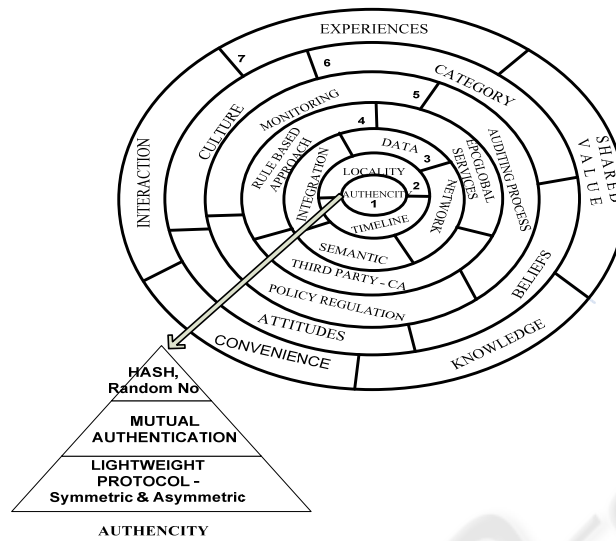 EXPERIENCES
7
6
CATEGORY
CULTURE
MONITORING
5
SHARED
VALUE
INTERACTION
RULE BASED
APPROACH
4
DATA
3
EPCGLOBAL
SERVICES
AUDITING PROCESS
INTEGRATION
LOCALITY
2
AUTHENCIT
1
NETWORK
TIMELINE
SEMANTIC
THIRD PARTY - CA
POLICY REGULATION
BELIEFS
ATTITUDES
CONVENIENCE
KNOWLEDGE
HASH,
Random No
MUTUAL
AUTHENTICATION
LIGHTWEIGHT
PROTOCOL -
Symmetric & Asymmetric
AUTHENCITY